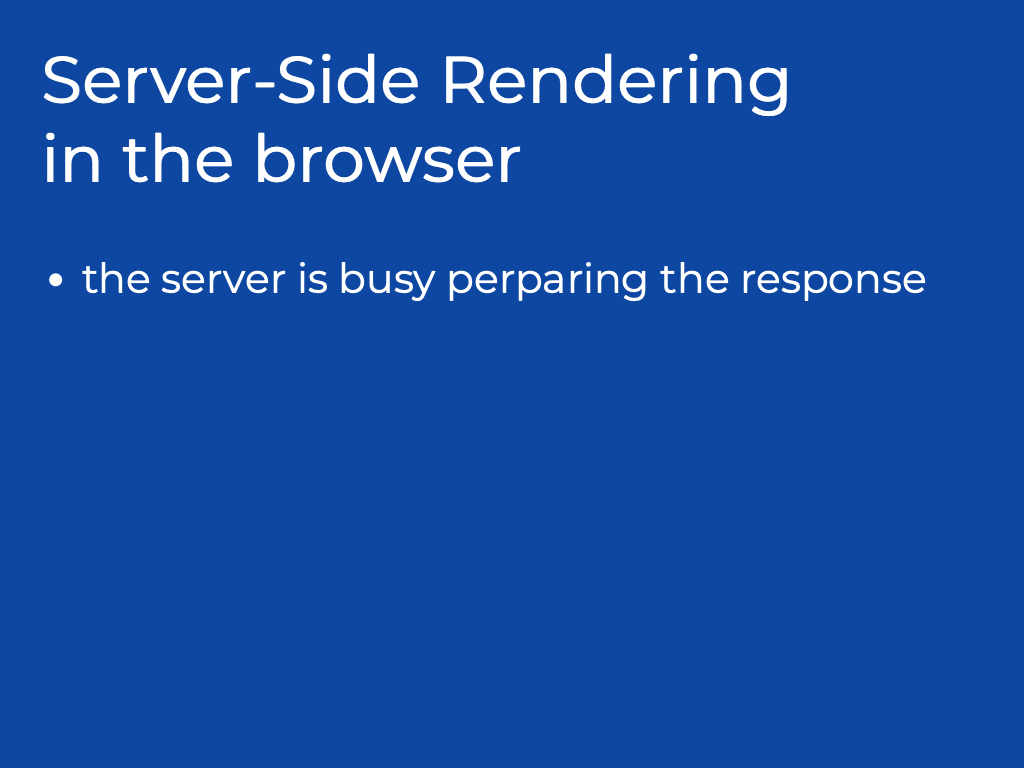 Server-Side Rendering
in the browser
• the server is busy perparing the response